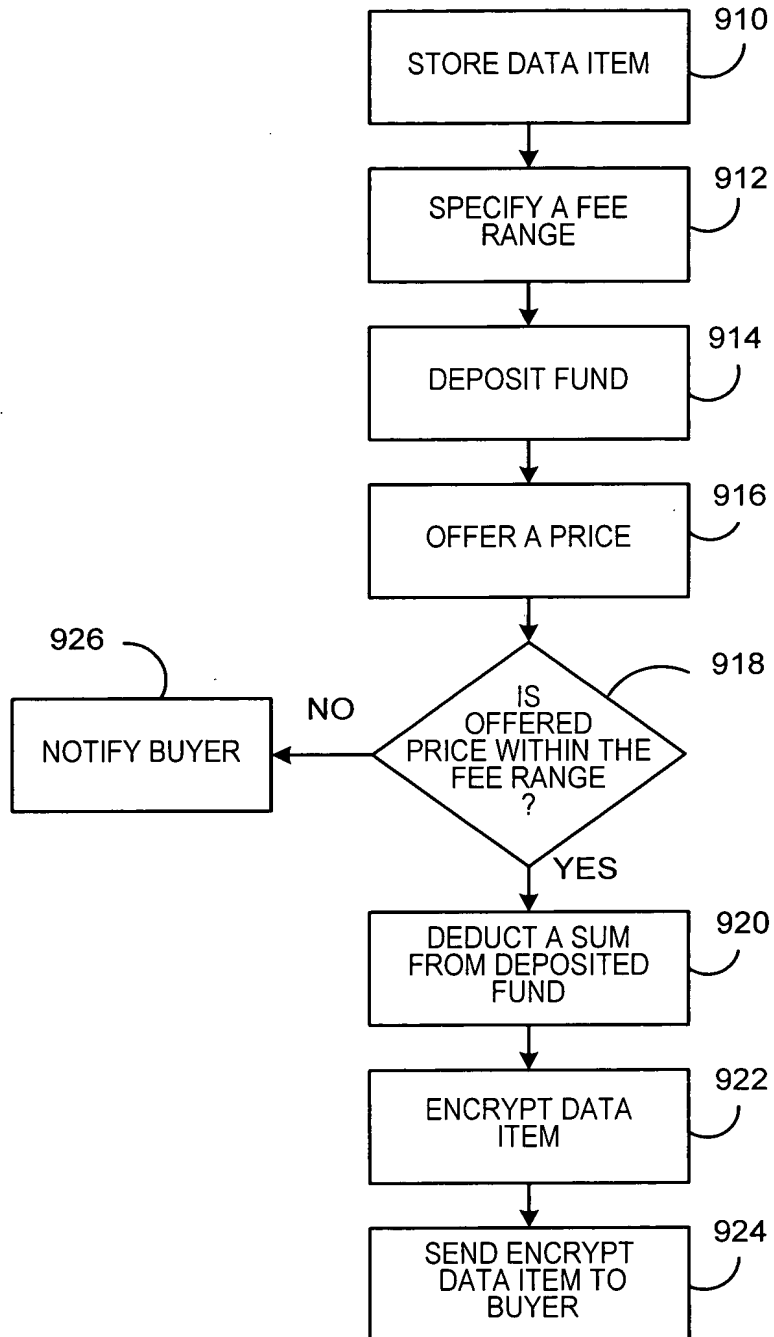 910
STORE DATA ITEM
912
SPECIFY A FEE
RANGE
914
DEPOSIT FUND
916
OFFER A PRICE
926
918
NOTIFY BUYER
NO
IS
OFFERED
PRICE WITHIN THE
FEE RANGE
?
YES
920
DEDUCT A SUM
FROM DEPOSITED
FUND
922
ENCRYPT DATA
ITEM
924
SEND ENCRYPT
DATA ITEM TO
BUYER